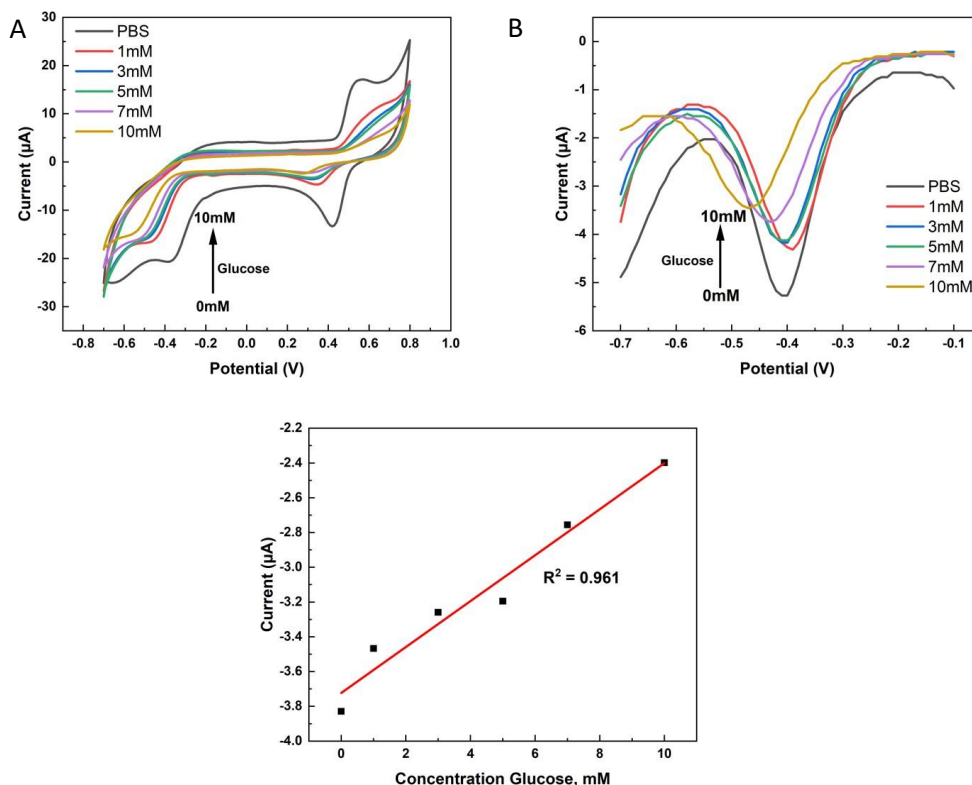 A
PBS
1mM
3mM
5mM
7mM
10mM
30
20
10
0
10
20
30
Current (µA)
10mM
Glucose
0mM
-0.8 -0.6 -0.4 -0.2 0.0 0.2 0.4 0.6 0.8 1.0
Potential (V)
B
0
-1
-2
-3
-4
-5
-6
Current (µA)
10mM
Glucose
0mM
PBS
1mM
3mM
5mM
7mM
10mM
-0.7 -0.6 -0.5 -0.4 -0.3 -0.2 -0.1
Potential (V)
-2.2
-2.4
-2.6
-2.8
-3.0
-3.2
-3.4
-3.6
-3.8
-4.0
Current (µA)
R² = 0.961
0 2 4 6 8 10
Concentration Glucose, mM